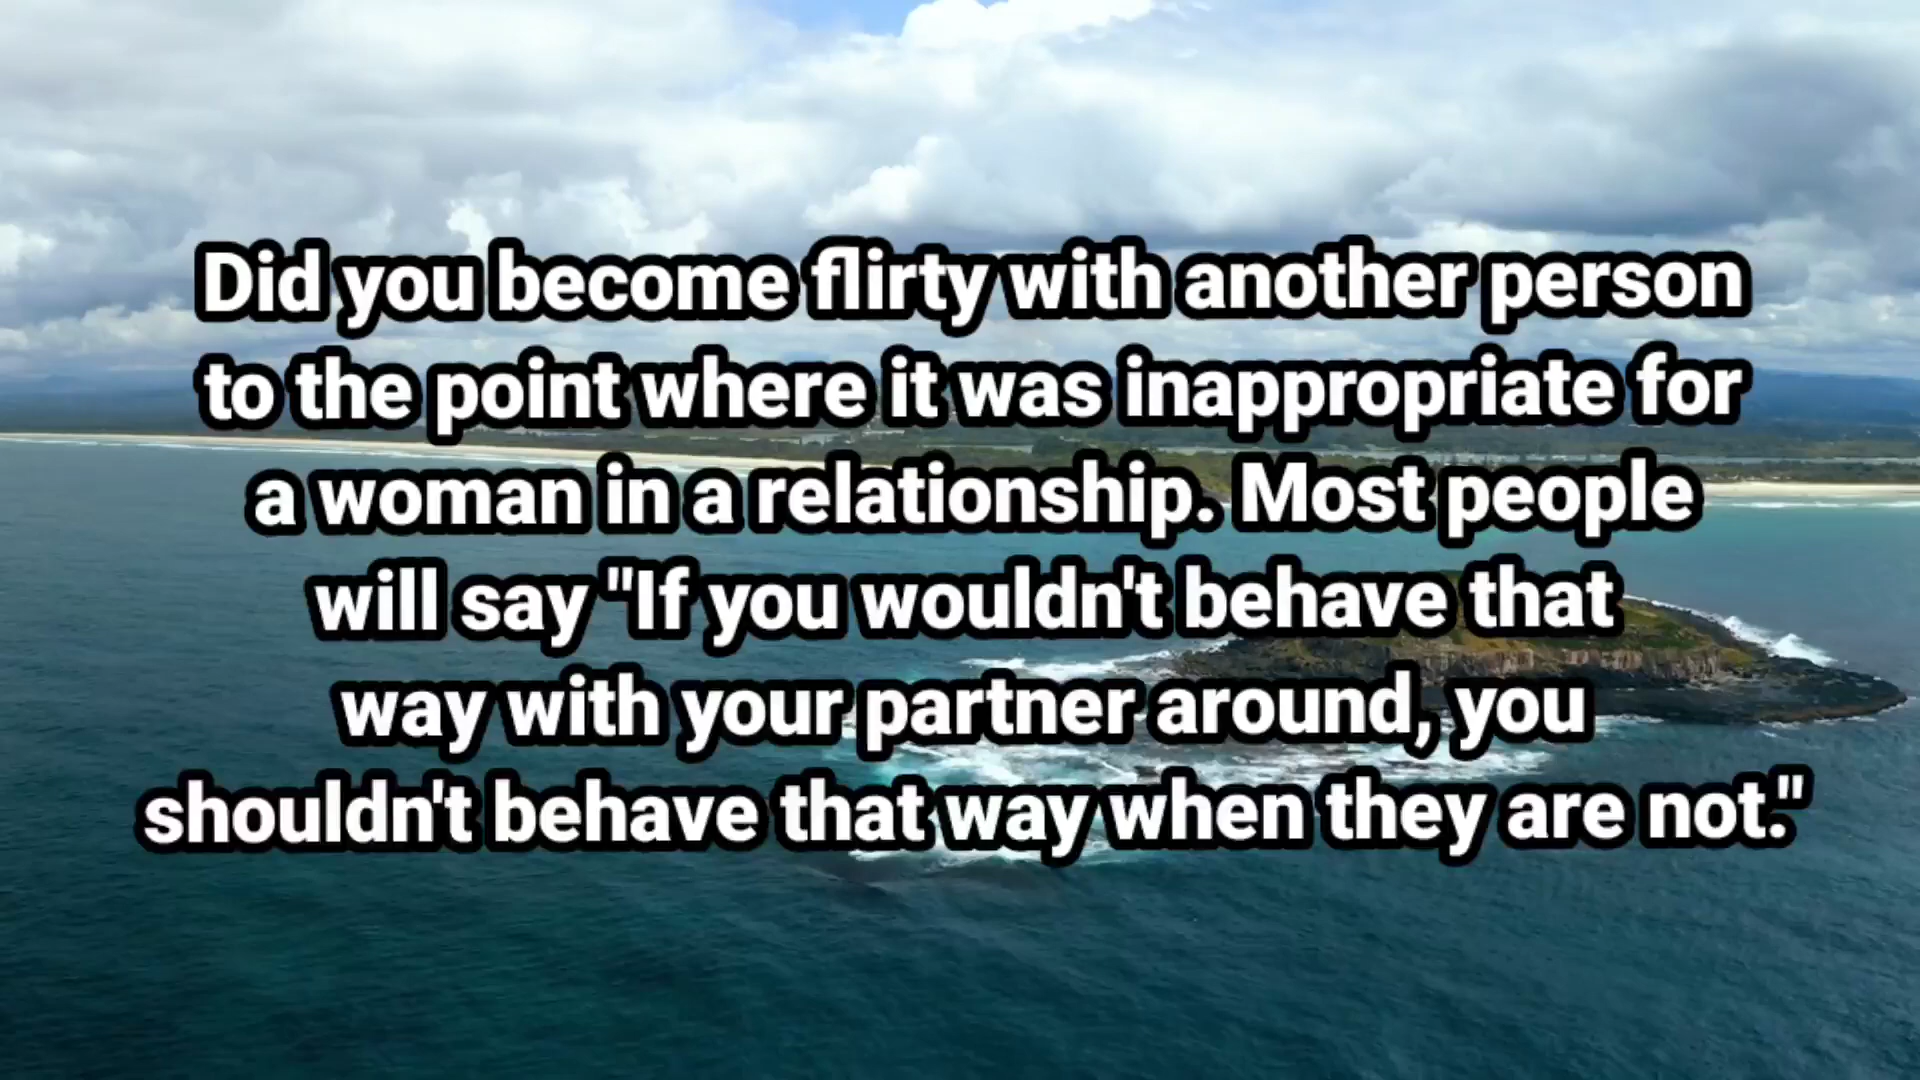 Did you become flirty with another person
to the point where it was inappropriate for
a woman in a relationship. Most people
will say "If you wouldn't behave that
way with your partner around, you
shouldn't behave that way when they are not."